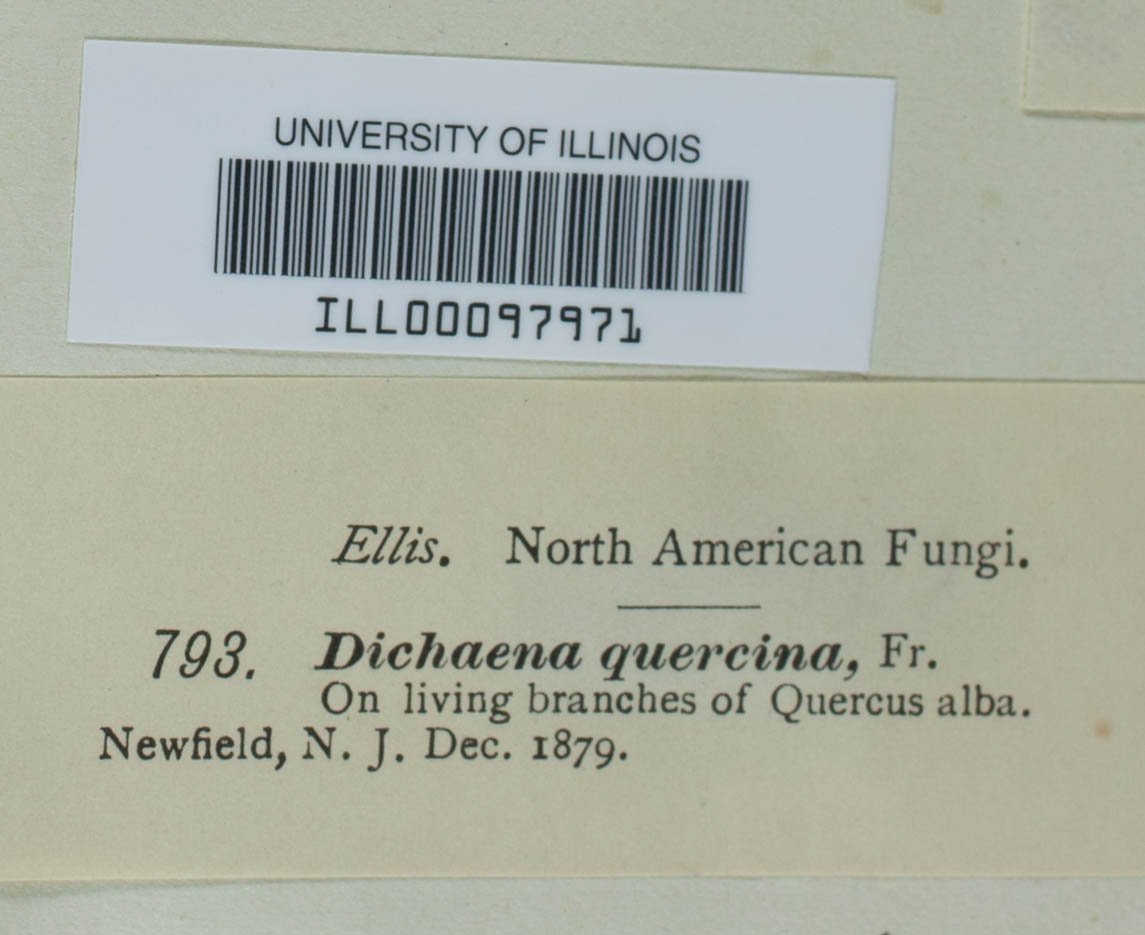 UNIVERSITY OF ILLINOIS
ILL00097971
Ellis. North American Fungi.
793. Dichaena quercina, Fr.
On living branches of Quercus alba.
Newfield, N. J. Dec. 1879.